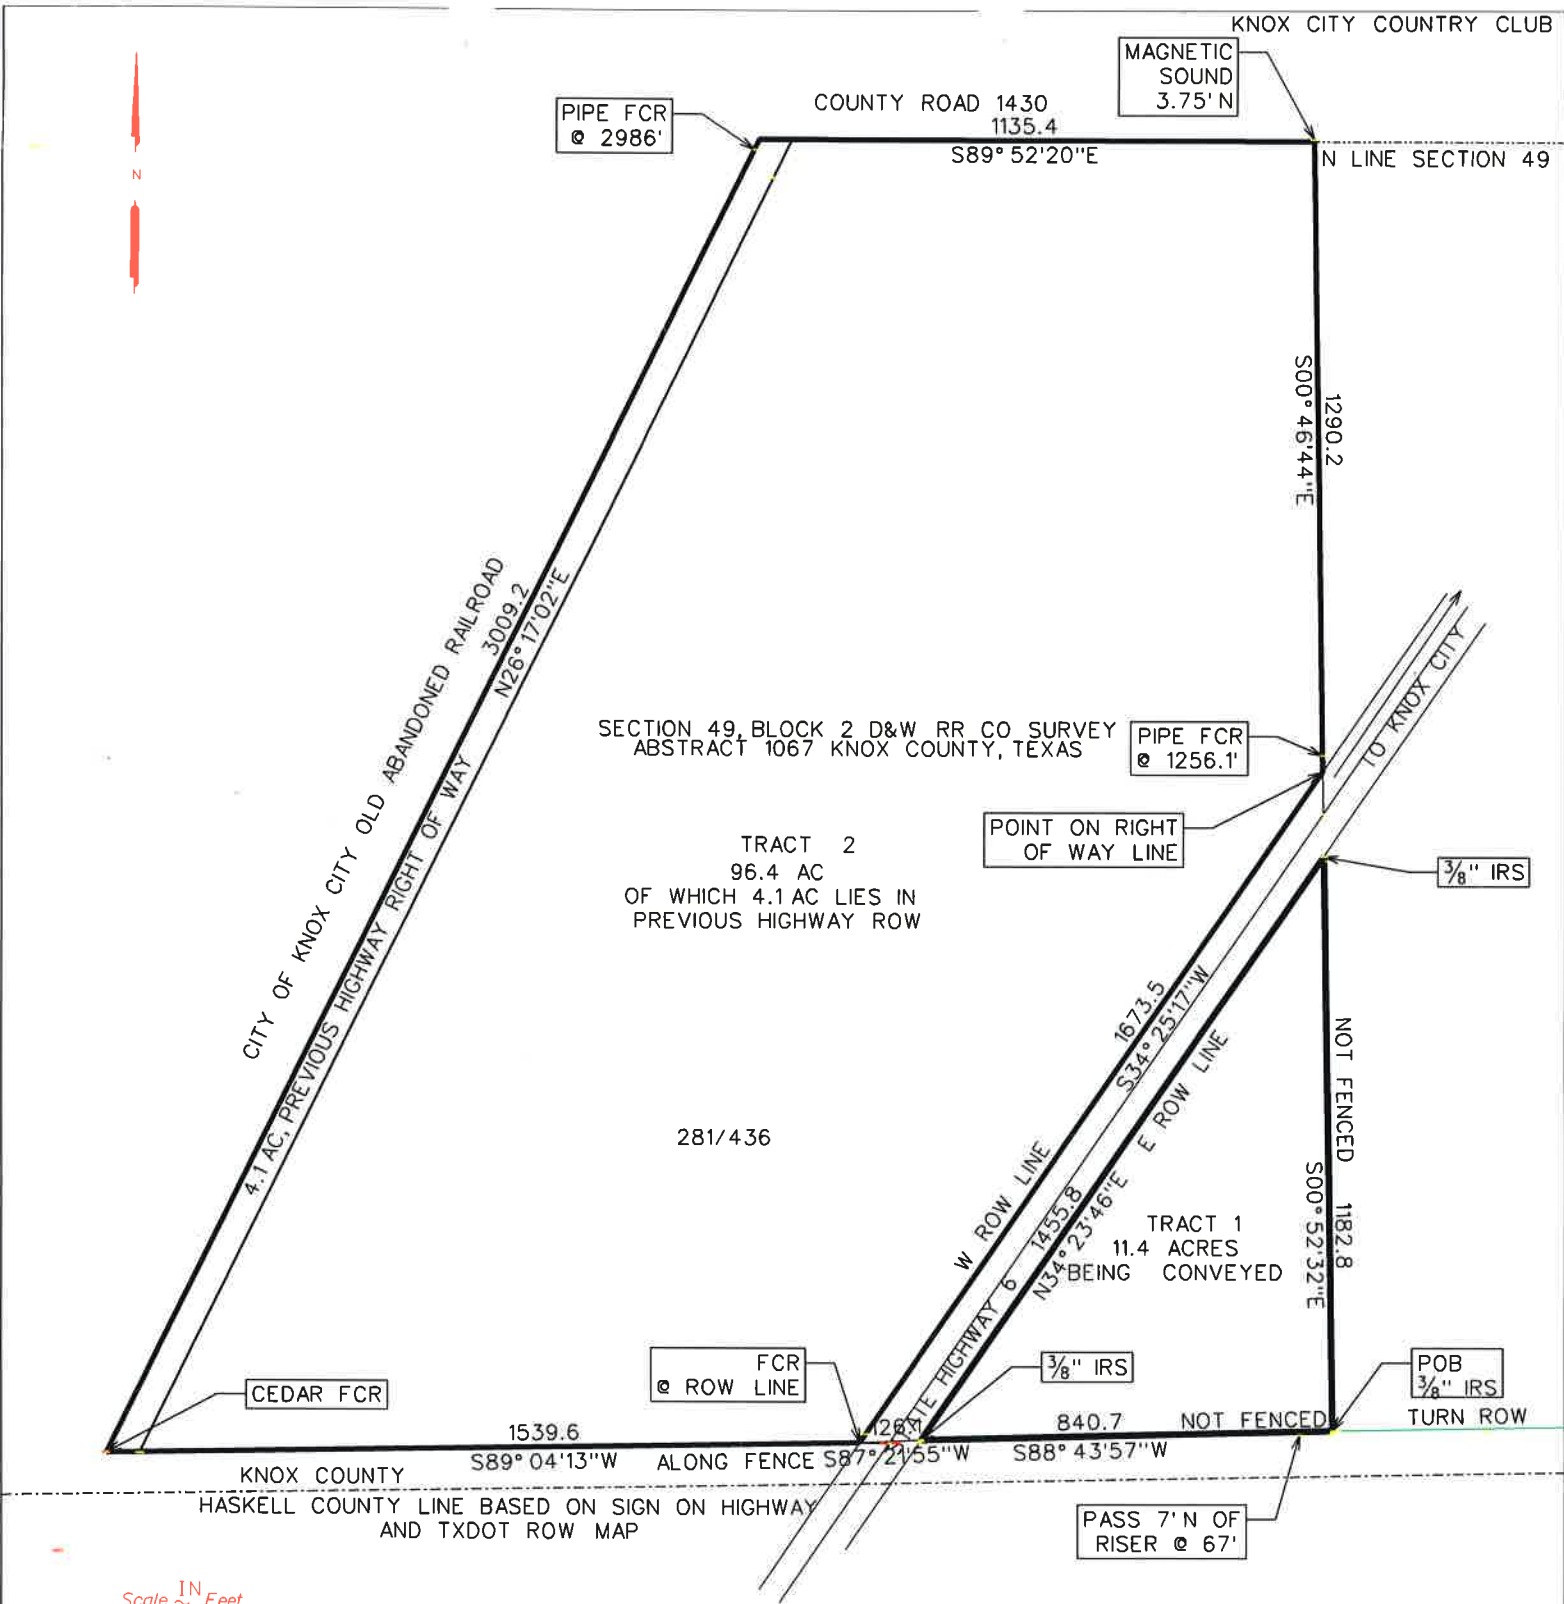 KNOX CITY COUNTRY CLUB
MAGNETIC
SOUND
3.75' N
COUNTY ROAD 1430
1135.4
S89° 52'20"E
PIPE FCR
@ 2986'
N
N LINE SECTION 49
1290.2
S00° 46'44"E
CITY OF KNOX CITY OLD ABANDONED RAILROAD
3009.2
N26° 17'02"E
4.1 AC, PREVIOUS HIGHWAY RIGHT OF WAY
SECTION 49, BLOCK 2 D&W RR CO SURVEY
ABSTRACT 1067 KNOX COUNTY, TEXAS
PIPE FCR
@ 1256.1'
TO KNOX CITY
POINT ON RIGHT
OF WAY LINE
TRACT 2
96.4 AC
OF WHICH 4.1 AC LIES IN
PREVIOUS HIGHWAY ROW
3/8" IRS
1673.5
S34° 25'17"W
W ROW LINE
E ROW LINE
1455.8
N34° 23'46"E
NOT FENCED 1182.8
S00° 52'32"E
281/436
TRACT 1
11.4 ACRES
BEING CONVEYED
HIGHWAY 6
FCR
@ ROW LINE
3/8" IRS
POB
3/8" IRS
TURN ROW
CEDAR FCR
1539.6
S89° 04'13"W
ALONG FENCE
S87° 21'55"W
840.7
S88° 43'57"W
NOT FENCED
KNOX COUNTY
HASKELL COUNTY LINE BASED ON SIGN ON HIGHWAY
AND TXDOT ROW MAP
PASS 7' N OF
RISER @ 67'
IN
Scale Feet